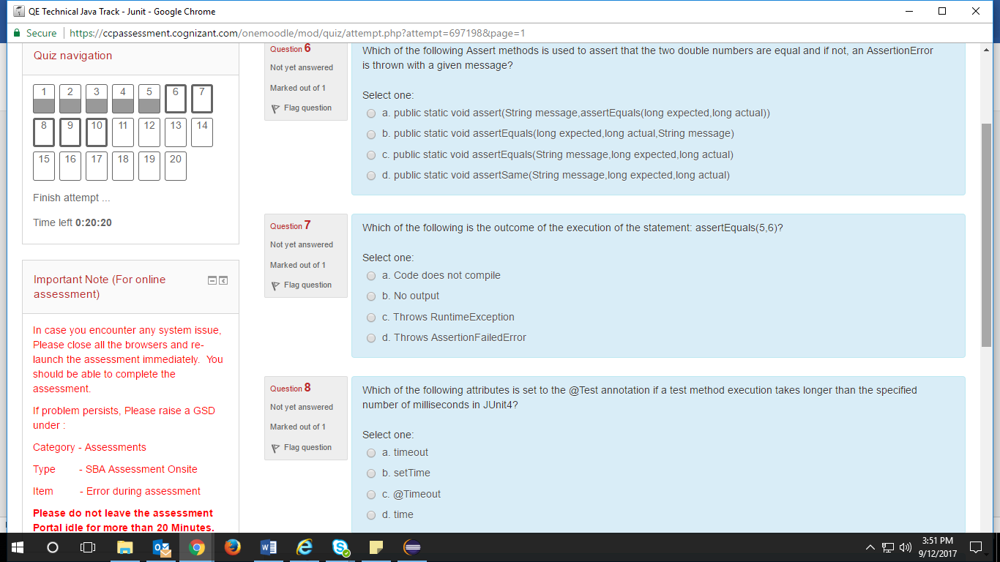 QE Technical Java Track - Junit - Google Chrome
Secure
https://ccpassessment.cognizant.com/onemoodle/mod/quiz/attempt.php?attempt=697198&page=1
Quiz navigation
1 2 3 4 5 6 7
8 9 10 11 12 13 14
15 16 17 18 19 20
Finish attempt ...
Time left 0:20:20
Important Note (For online
assessment)
In case you encounter any system issue,
Please close all the browsers and re-
launch the assessment immediately. You
should be able to complete the
assessment.
If problem persists, Please raise a GSD
under :
Category - Assessments
Type - SBA Assessment Onsite
Item - Error during assessment
Please do not leave the assessment
Portal idle for more than 20 Minutes.
Question 6
Not yet answered
Marked out of 1
Flag question
Which of the following Assert methods is used to assert that the two double numbers are equal and if not, an AssertionError
is thrown with a given message?
Select one:
a. public static void assert(String message,assertEquals(long expected,long actual))
b. public static void assertEquals(long expected,long actual,String message)
c. public static void assertEquals(String message,long expected,long actual)
d. public static void assertSame(String message,long expected,long actual)
Question 7
Not yet answered
Marked out of 1
Flag question
Which of the following is the outcome of the execution of the statement: assertEquals(5,6)?
Select one:
a. Code does not compile
b. No output
c. Throws RuntimeException
d. Throws AssertionFailedError
Question 8
Not yet answered
Marked out of 1
Flag question
Which of the following attributes is set to the @Test annotation if a test method execution takes longer than the specified
number of milliseconds in JUnit4?
Select one:
a. timeout
b. setTime
c. @Timeout
d. time
3:51 PM
9/12/2017